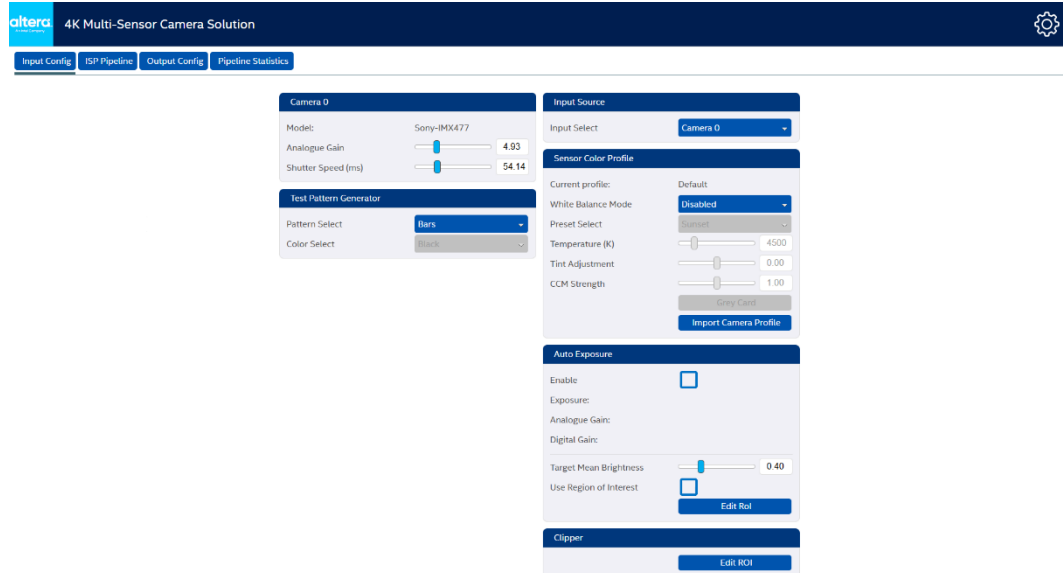 altera
4K Multi-Sensor Camera Solution
Input Config
ISP Pipeline
Output Config
Pipeline Statistics
Camera 0
Model: Sony-IMX477
Analogue Gain 4.93
Shutter Speed (ms) 54.14
Test Pattern Generator
Pattern Select Bars
Color Select Black
Input Source
Input Select Camera 0
Sensor Color Profile
Current profile: Default
White Balance Mode Disabled
Preset Select Sunset
Temperature (K) 4500
Tint Adjustment 0.00
CCM Strength 1.00
Grey Card
Import Camera Profile
Auto Exposure
Enable
Exposure:
Analogue Gain:
Digital Gain:
Target Mean Brightness 0.40
Use Region of Interest
Edit RoI
Clipper
Edit ROI